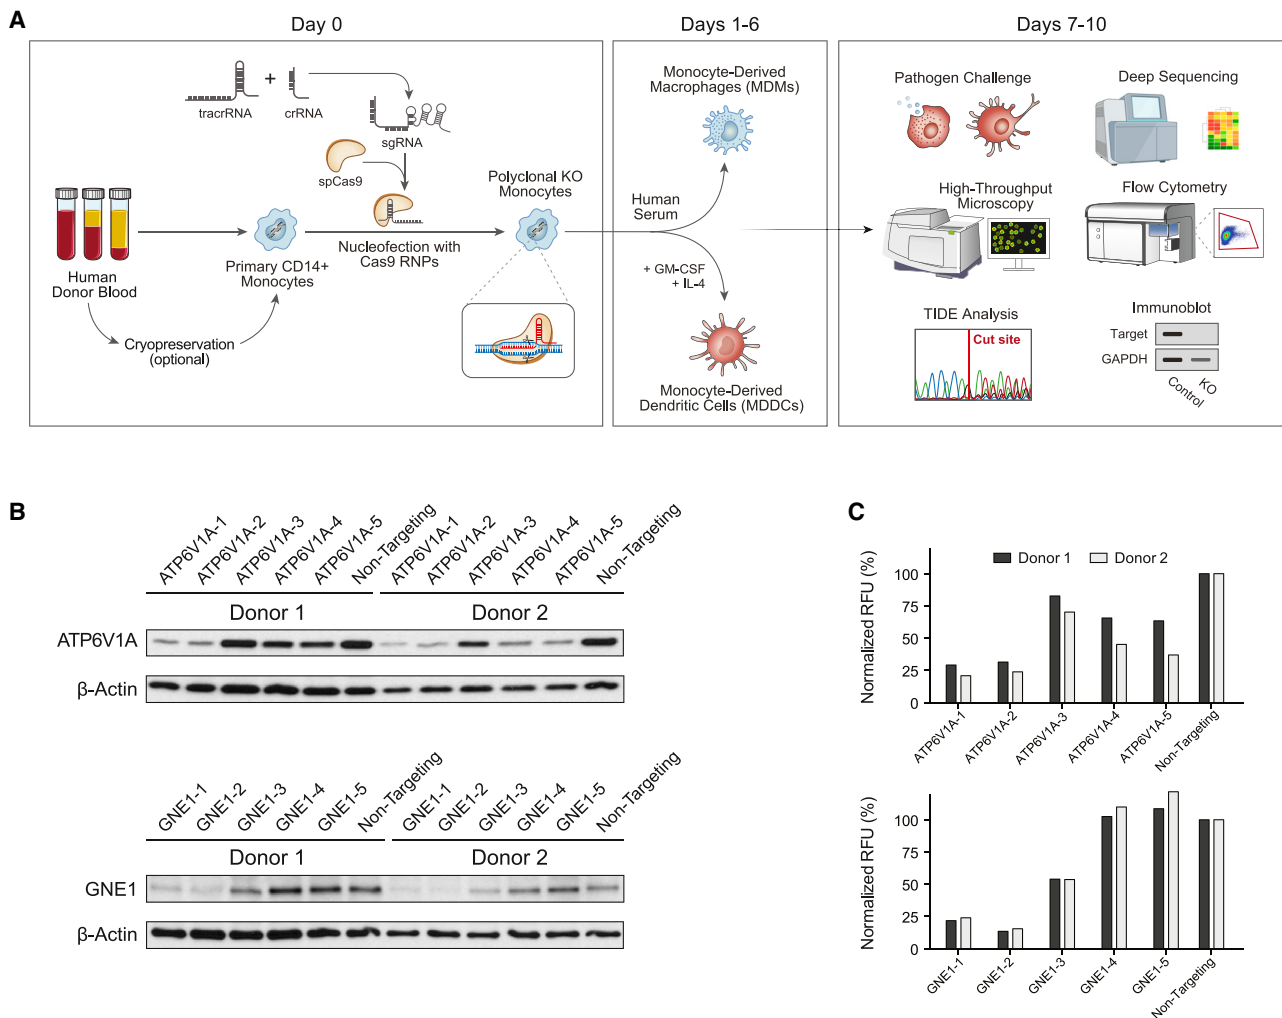 A
Day 0
Days 1-6
Days 7-10
tracrRNA
+
crRNA
sgRNA
spCas9
Polyclonal KO
Monocytes
Human
Donor Blood
Primary CD14+
Monocytes
Nucleofection with
Cas9 RNPs
Cryopreservation
(optional)
Monocyte-Derived
Macrophages (MDMs)
Human
Serum
+ GM-CSF
+ IL-4
Monocyte-Derived
Dendritic Cells (MDDCs)
Pathogen Challenge
Deep Sequencing
High-Throughput
Microscopy
Flow Cytometry
TIDE Analysis
Cut site
Immunoblot
Target
GAPDH
Control
KO
B
ATP6V1A-1
ATP6V1A-2
ATP6V1A-3
ATP6V1A-4
ATP6V1A-5
Non-Targeting
ATP6V1A-1
ATP6V1A-2
ATP6V1A-3
ATP6V1A-4
ATP6V1A-5
Non-Targeting
Donor 1
Donor 2
ATP6V1A
β-Actin
GNE1-1
GNE1-2
GNE1-3
GNE1-4
GNE1-5
Non-Targeting
GNE1-1
GNE1-2
GNE1-3
GNE1-4
GNE1-5
Non-Targeting
Donor 1
Donor 2
GNE1
β-Actin
C
Donor 1
Donor 2
Normalized RFU (%)
100
75
50
25
0
ATP6V1A-1
ATP6V1A-2
ATP6V1A-3
ATP6V1A-4
ATP6V1A-5
Non-Targeting
Normalized RFU (%)
100
75
50
25
0
GNE1-1
GNE1-2
GNE1-3
GNE1-4
GNE1-5
Non-Targeting